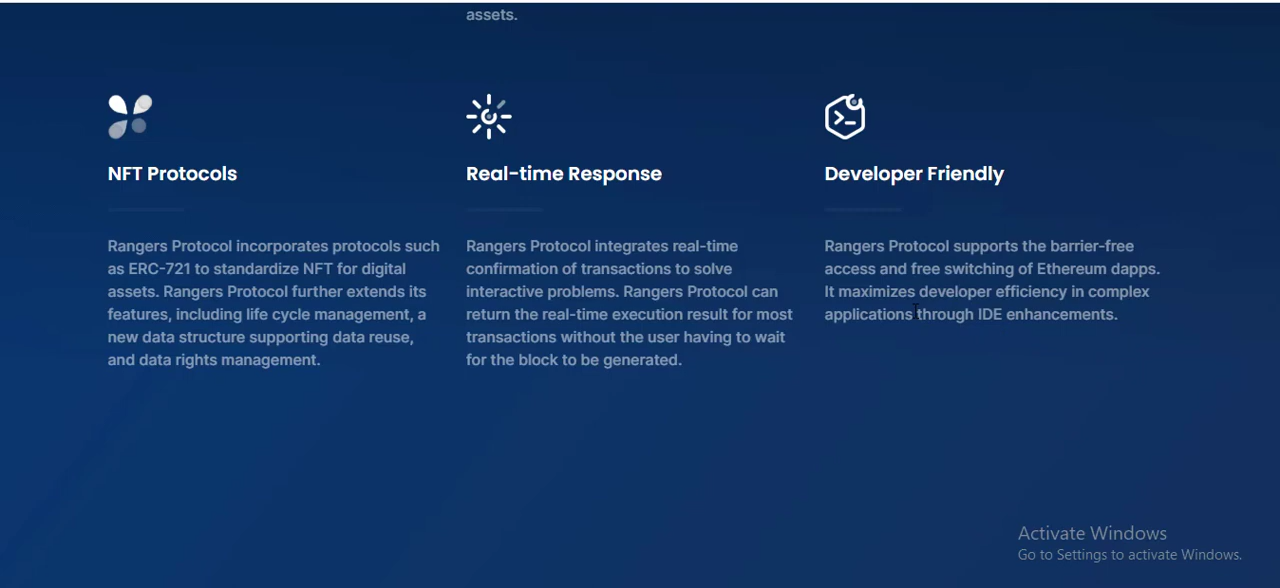 assets.
NFT Protocols
Rangers Protocol incorporates protocols such
as ERC-721 to standardize NFT for digital
assets. Rangers Protocol further extends its
features, including life cycle management, a
new data structure supporting data reuse,
and data rights management.
Real-time Response
Rangers Protocol integrates real-time
confirmation of transactions to solve
interactive problems. Rangers Protocol can
return the real-time execution result for most
transactions without the user having to wait
for the block to be generated.
Developer Friendly
Rangers Protocol supports the barrier-free
access and free switching of Ethereum dapps.
It maximizes developer efficiency in complex
applications through IDE enhancements.
Activate Windows
Go to Settings to activate Windows.